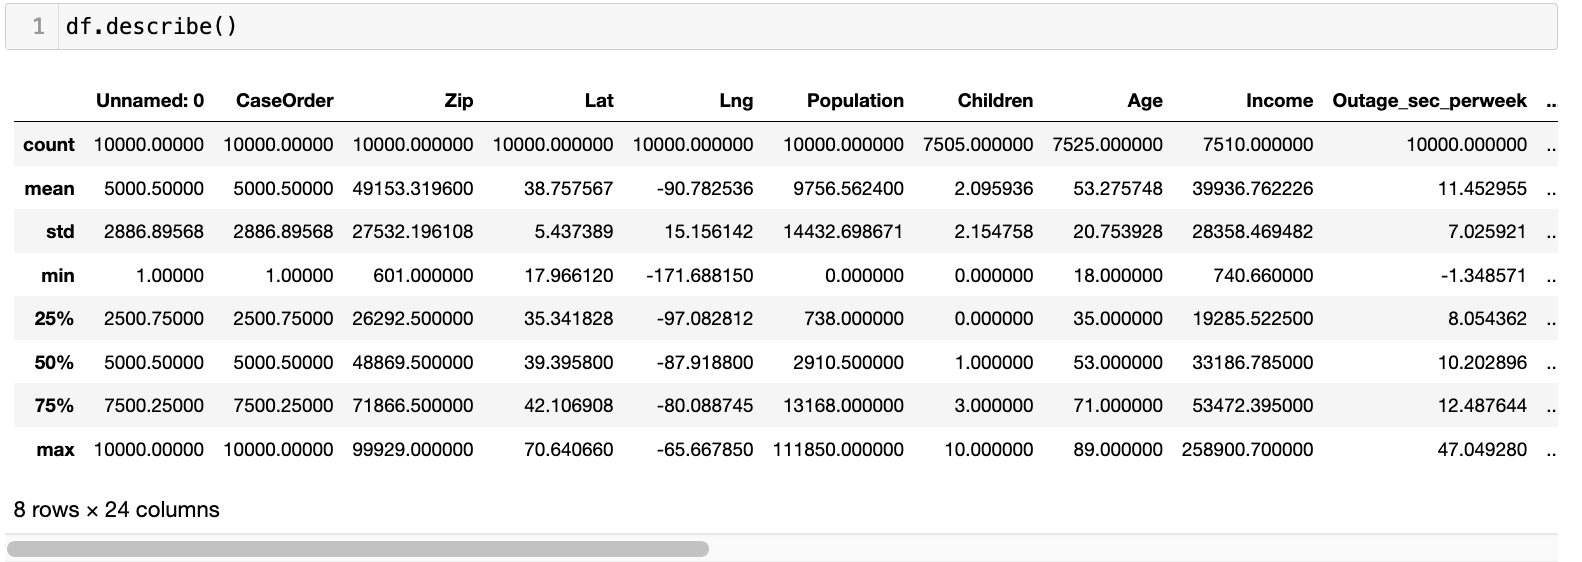 1 df.describe()
Unnamed: 0 CaseOrder Zip Lat Lng Population Children Age Income Outage_sec_perweek ..
count 10000.00000 10000.00000 10000.000000 10000.000000 10000.000000 10000.000000 7505.000000 7525.000000 7510.000000 10000.000000 ..
mean 5000.50000 5000.50000 49153.319600 38.757567 -90.782536 9756.562400 2.095936 53.275748 39936.762226 11.452955 ..
std 2886.89568 2886.89568 27532.196108 5.437389 15.156142 14432.698671 2.154758 20.753928 28358.469482 7.025921 ..
min 1.00000 1.00000 601.000000 17.966120 -171.688150 0.000000 0.000000 18.000000 740.660000 -1.348571 ..
25% 2500.75000 2500.75000 26292.500000 35.341828 -97.082812 738.000000 0.000000 35.000000 19285.522500 8.054362 ..
50% 5000.50000 5000.50000 48869.500000 39.395800 -87.918800 2910.500000 1.000000 53.000000 33186.785000 10.202896 ..
75% 7500.25000 7500.25000 71866.500000 42.106908 -80.088745 13168.000000 3.000000 71.000000 53472.395000 12.487644 ..
max 10000.00000 10000.00000 99929.000000 70.640660 -65.667850 111850.000000 10.000000 89.000000 258900.700000 47.049280 ..
8 rows × 24 columns